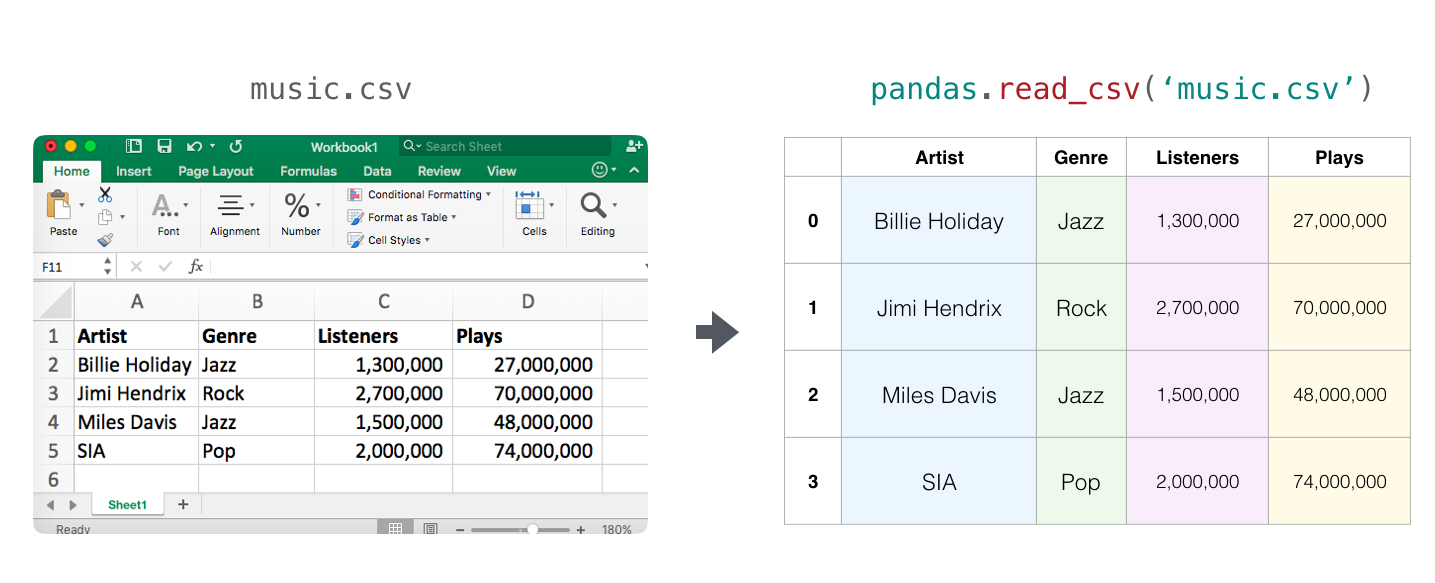 music.csv
Workbook1
Search Sheet
Home Insert Page Layout Formulas Data Review View
Paste
A... Font
Alignment
% Number
Conditional Formatting
Format as Table
Cell Styles
Cells
Editing
F11 fx
A B C D
1 Artist Genre Listeners Plays
2 Billie Holiday Jazz 1,300,000 27,000,000
3 Jimi Hendrix Rock 2,700,000 70,000,000
4 Miles Davis Jazz 1,500,000 48,000,000
5 SIA Pop 2,000,000 74,000,000
6
Sheet1 +
Ready − + 180%
pandas.read_csv(‘music.csv’)
Artist Genre Listeners Plays
0 Billie Holiday Jazz 1,300,000 27,000,000
1 Jimi Hendrix Rock 2,700,000 70,000,000
2 Miles Davis Jazz 1,500,000 48,000,000
3 SIA Pop 2,000,000 74,000,000